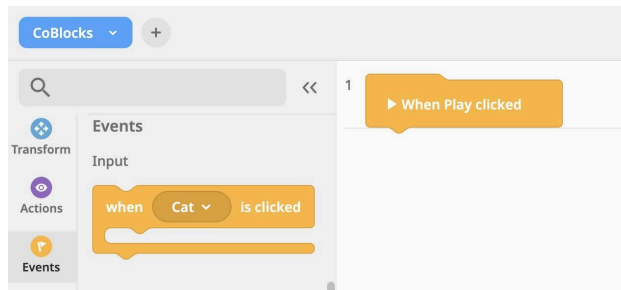 CoBlocks
+
1
When Play clicked
Events
Input
when Cat is clicked
Transform
Actions
Events